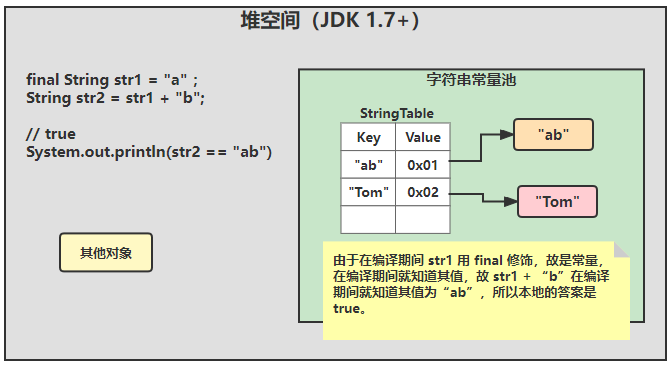 堆空间（JDK 1.7+）
final String str1 = "a" ;
String str2 = str1 + "b";
// true
System.out.println(str2 == "ab")
其他对象
字符串常量池
StringTable
Key Value
"ab" 0x01
"Tom" 0x02
"ab"
"Tom"
由于在编译期间 str1 用 final 修饰，故是常量，
在编译期间就知道其值，故 str1 + “b”在编译
期间就知道其值为“ab”，所以本地的答案是
true。